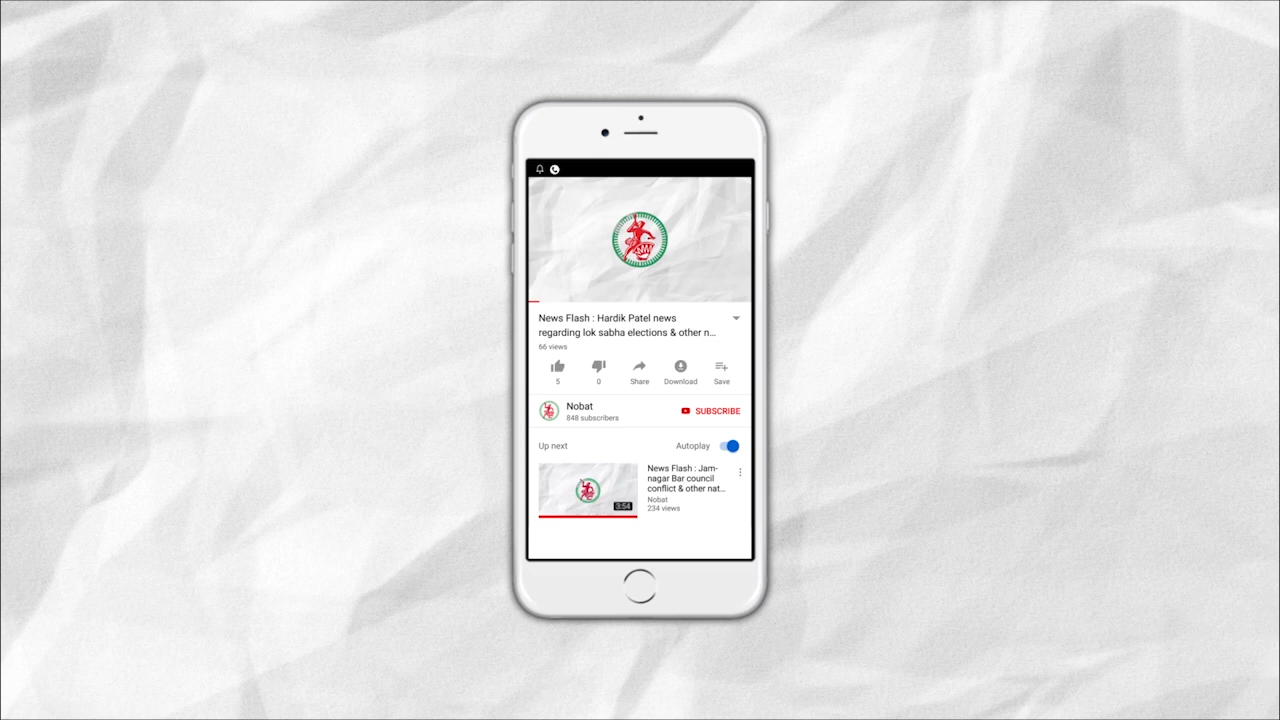 News Flash : Hardik Patel news
regarding lok sabha elections & other n...
66 views
5
0
Share
Download
Save
Nobat
848 subscribers
SUBSCRIBE
Up next
Autoplay
3:54
News Flash : Jam-
nagar Bar council
conflict & other nat...
Nobat
234 views